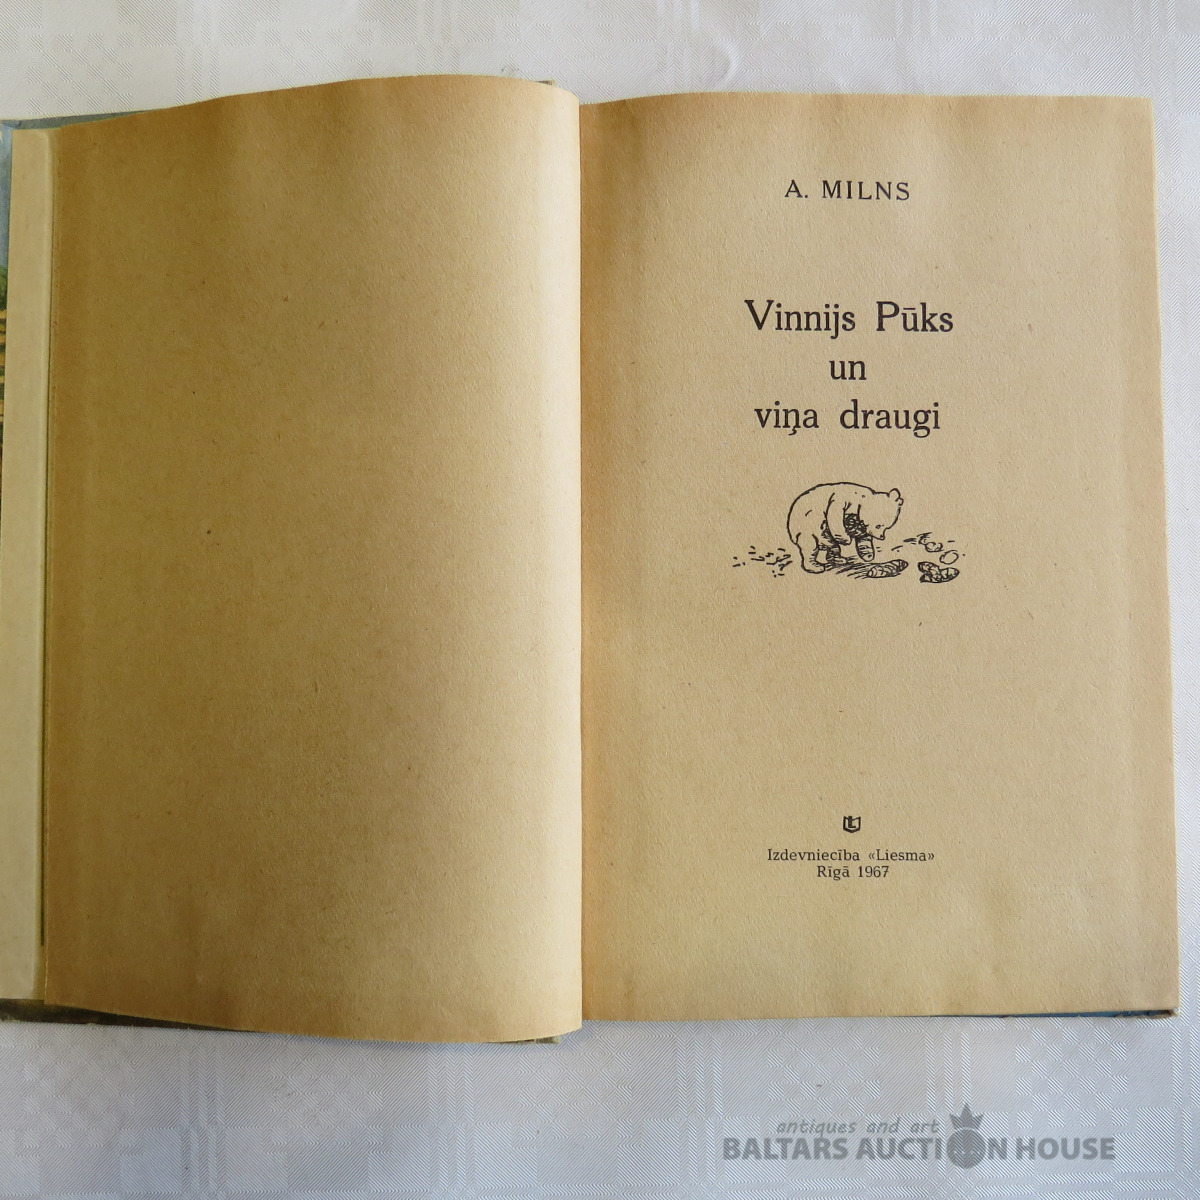 A. MILNS
Vinnijs Pūks
un
viņa draugi
Izdevniecība «Liesma»
Rīgā 1967
antiques and art
BALTARS AUCTION HOUSE